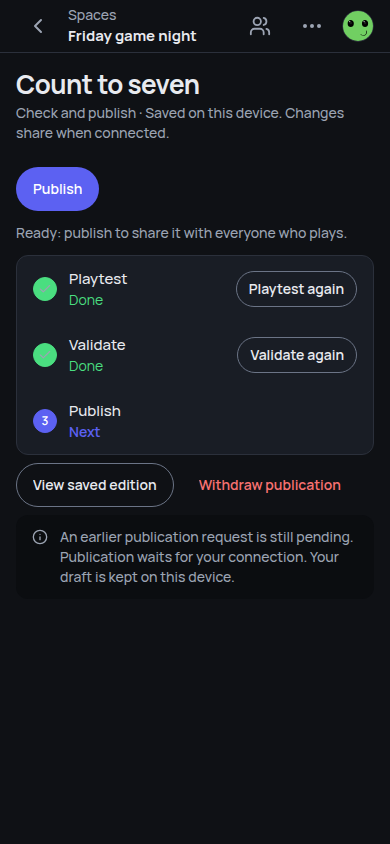 Spaces
Friday game night
Count to seven
Check and publish · Saved on this device. Changes
share when connected.
Publish
Ready: publish to share it with everyone who plays.
Playtest
Done
Playtest again
Validate
Done
Validate again
3
Publish
Next
View saved edition
Withdraw publication
An earlier publication request is still pending.
Publication waits for your connection. Your
draft is kept on this device.